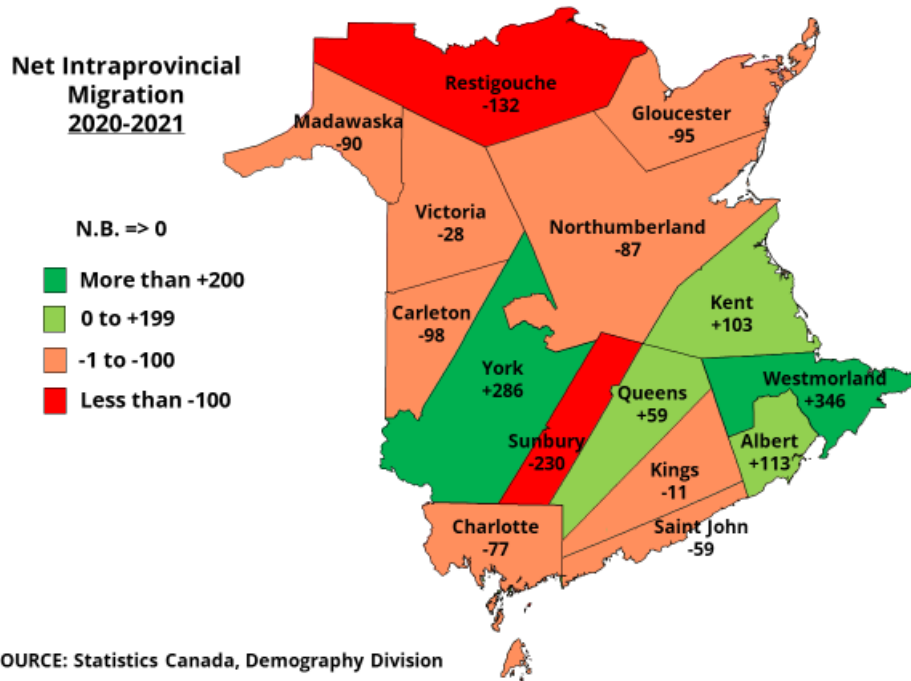 Net Intraprovincial
Migration
2020-2021
N.B. => 0
More than +200
0 to +199
-1 to -100
Less than -100
Restigouche
-132
Gloucester
-95
Madawaska
-90
Victoria
-28
Northumberland
-87
Carleton
-98
Kent
+103
York
+286
Westmorland
+346
Queens
+59
Albert
+113
Sunbury
-230
Kings
-11
Charlotte
-77
Saint John
-59
OURCE: Statistics Canada, Demography Division